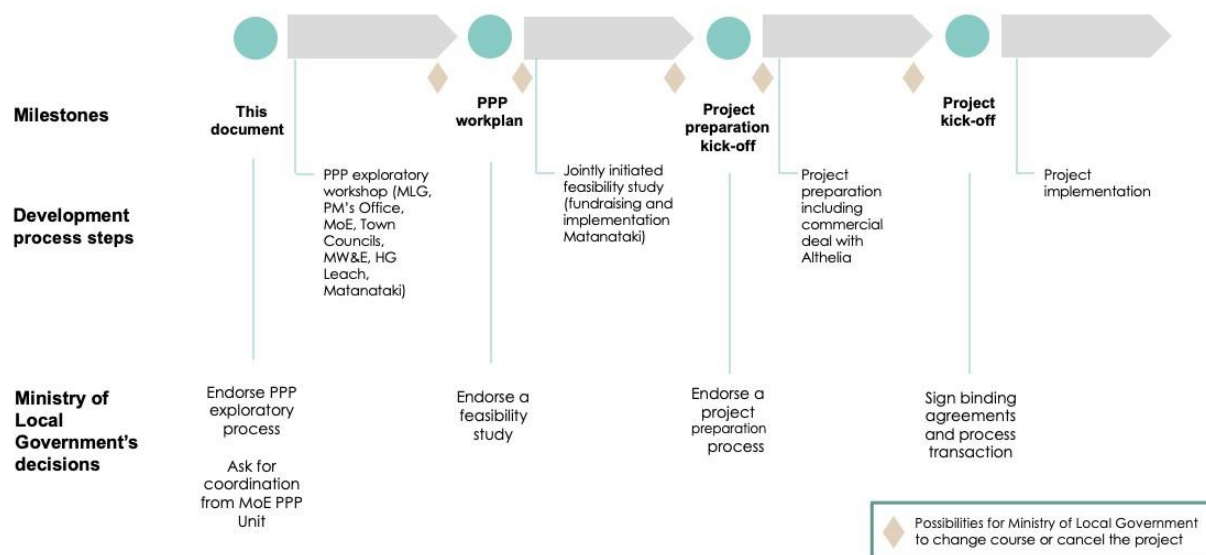 Milestones
This
document
PPP
workplan
Project
preparation
kick-off
Project
kick-off
Development
process steps
PPP exploratory
workshop (MLG,
PM's Office,
MoE, Town
Councils,
MW&E, HG
Leach,
Matanataki)
Jointly initiated
feasibility study
(fundraising and
implementation
Matanataki)
Project
preparation
including
commercial
deal with
Althelia
Project
implementation
Ministry of
Local
Government's
decisions
Endorse PPP
exploratory
process
Ask for
coordination
from MoE PPP
Unit
Endorse a
feasibility
study
Endorse a
project
preparation
process
Sign binding
agreements
and process
transaction
Possibilities for Ministry of Local Government
to change course or cancel the project